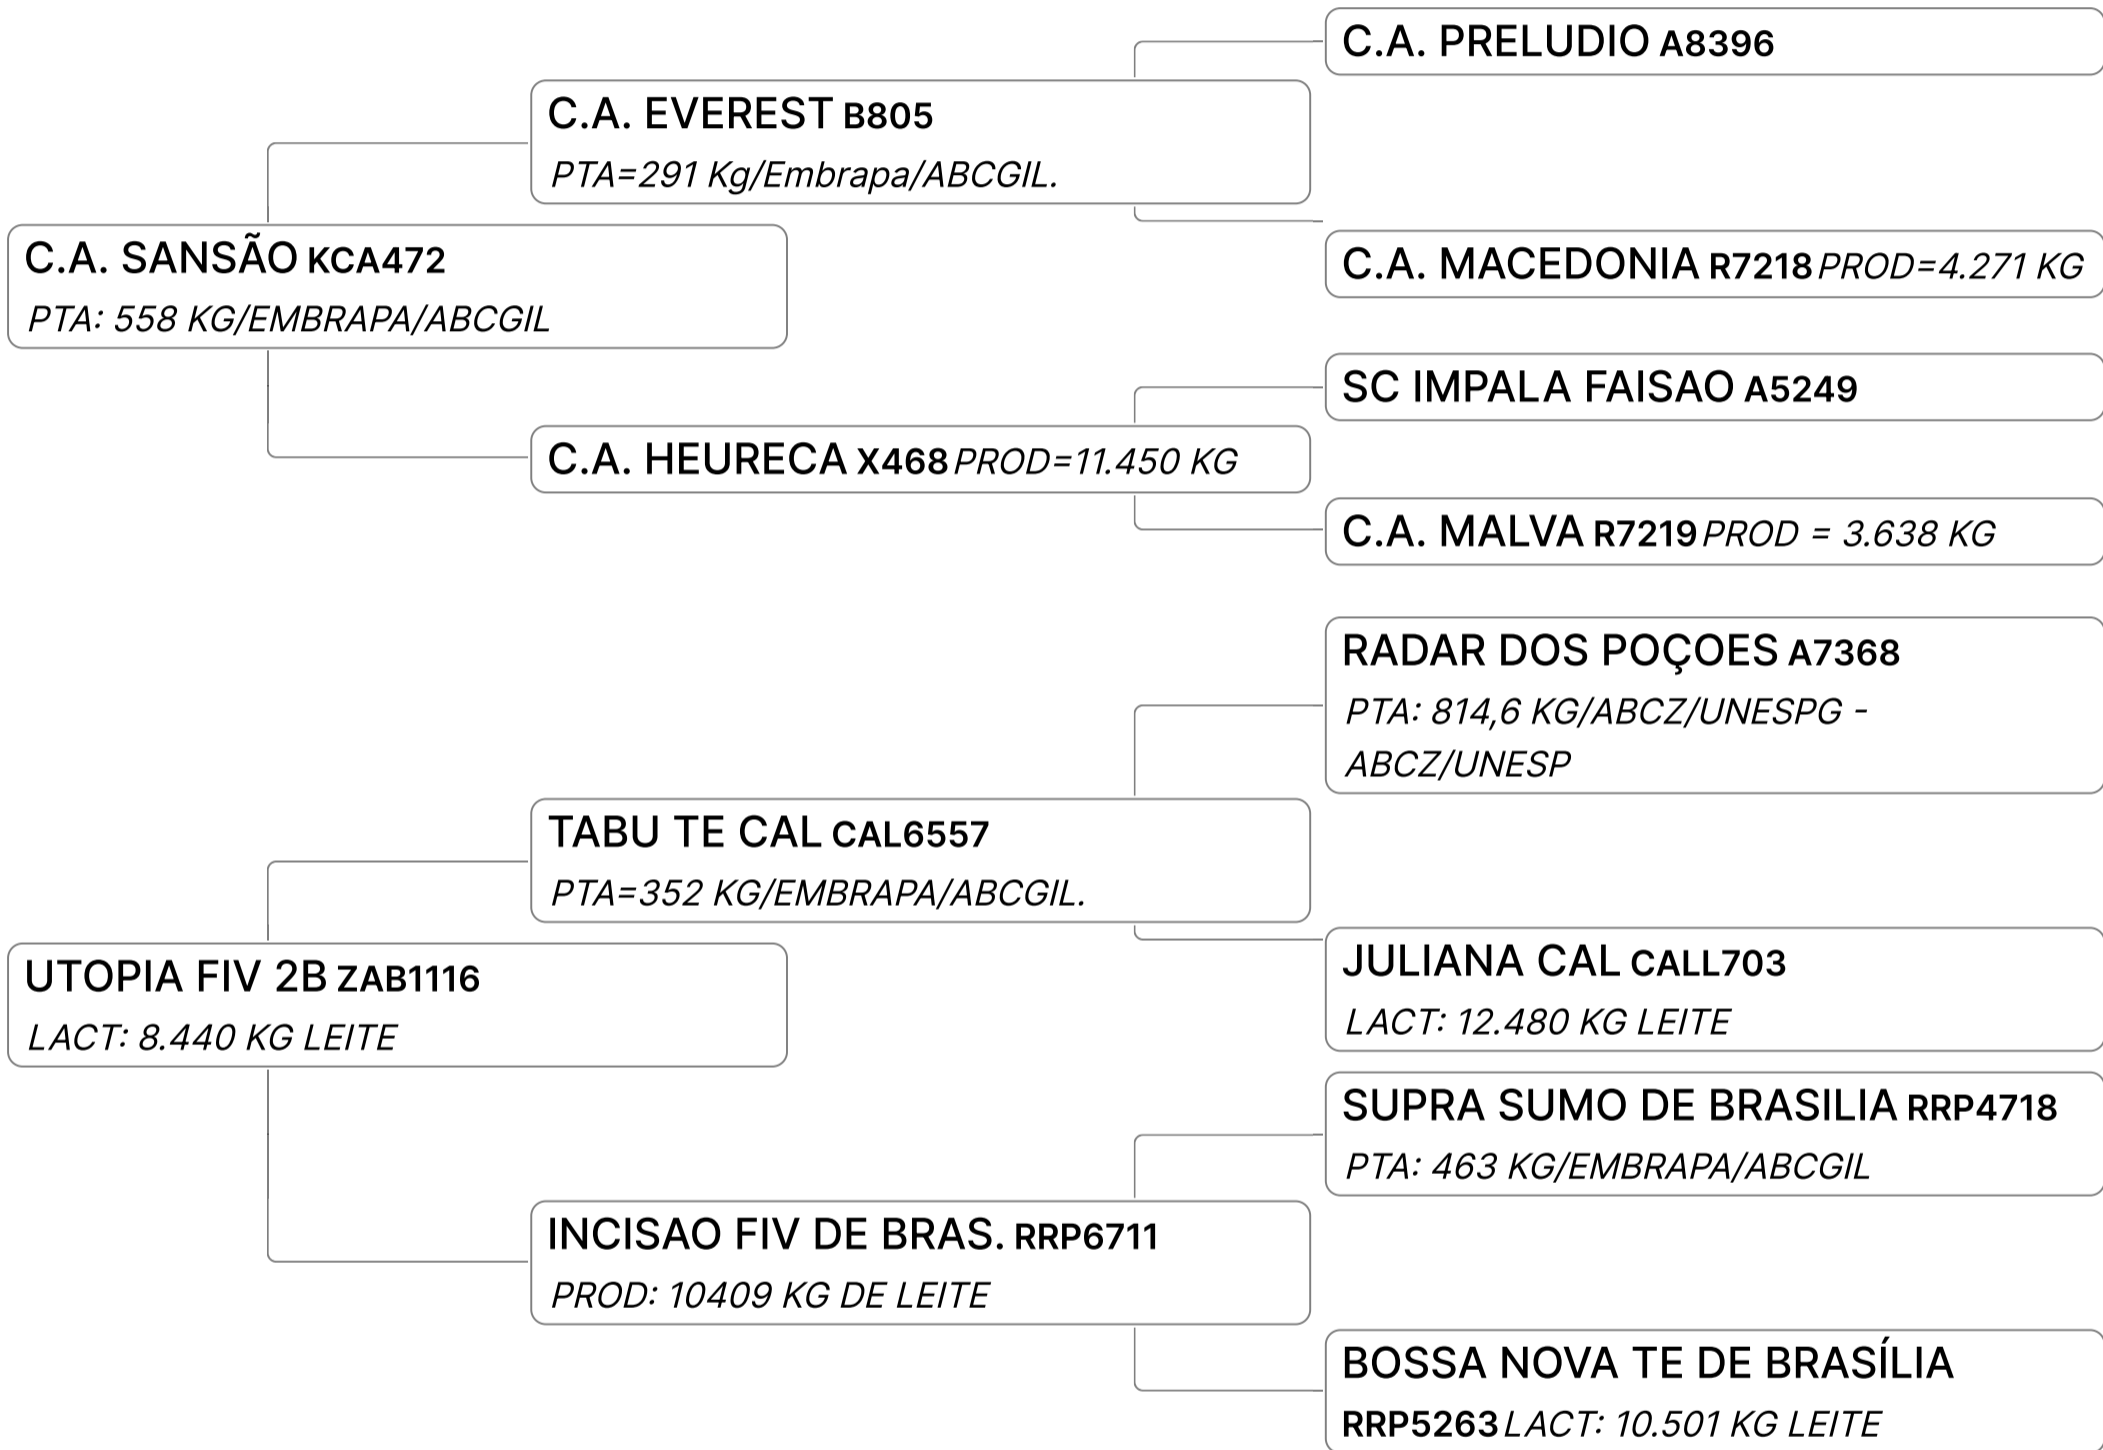 C.A. PRELUDIO A8396
C.A. EVEREST B805
PTA=291 Kg/Embrapa/ABCGIL.
C.A. MACEDONIA R7218 PROD=4.271 KG
C.A. SANSÃO KCA472
PTA: 558 KG/EMBRAPA/ABCGIL
SC IMPALA FAISAO A5249
C.A. HEURECA X468 PROD=11.450 KG
C.A. MALVA R7219 PROD = 3.638 KG
RADAR DOS POÇOES A7368
PTA: 814,6 KG/ABCZ/UNESPG -
ABCZ/UNESP
TABU TE CAL CAL6557
PTA=352 KG/EMBRAPA/ABCGIL.
JULIANA CAL CALL703
LACT: 12.480 KG LEITE
UTOPIA FIV 2B ZAB1116
LACT: 8.440 KG LEITE
SUPRA SUMO DE BRASILIA RRP4718
PTA: 463 KG/EMBRAPA/ABCGIL
INCISAO FIV DE BRAS. RRP6711
PROD: 10409 KG DE LEITE
BOSSA NOVA TE DE BRASÍLIA
RRP5263 LACT: 10.501 KG LEITE